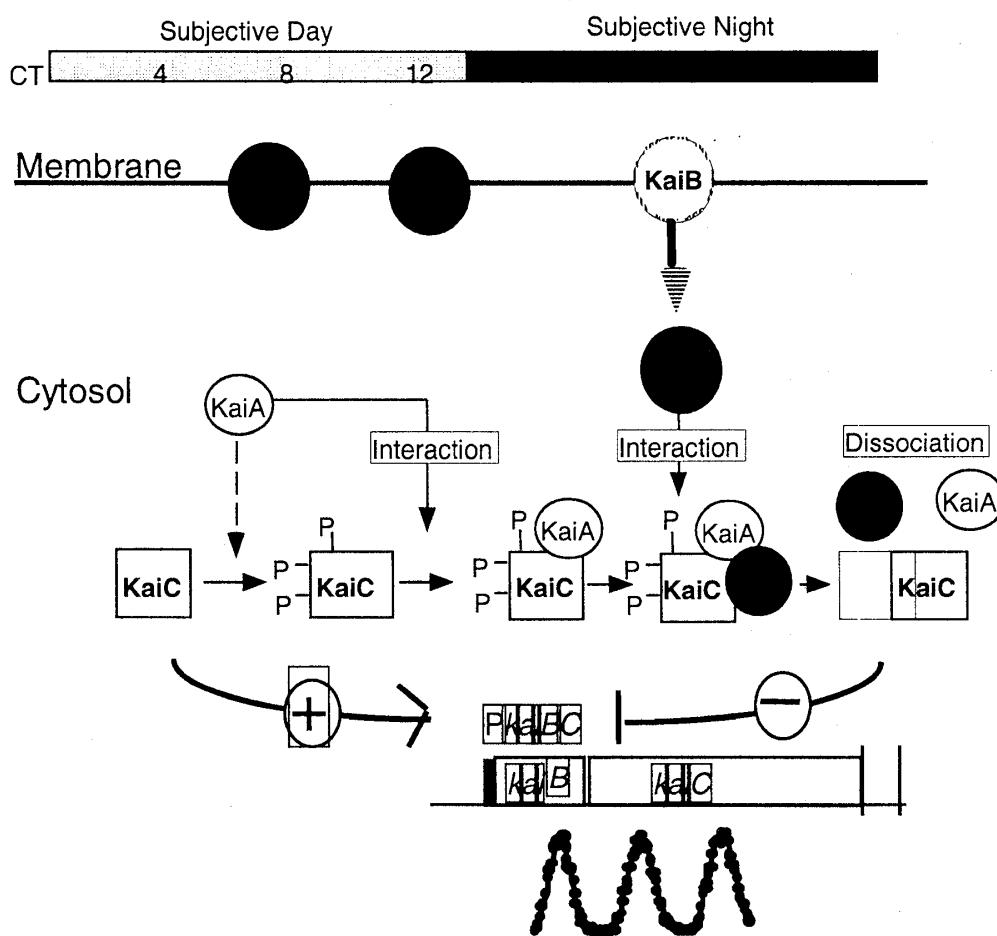 Subjective Day
Subjective Night
CT 4 8 12
Membrane
KaiB
Cytosol
KaiA
Interaction
Interaction
Dissociation
KaiA
P
KaiA
P
KaiA
P
KaiC
P
P
KaiC
P
P
KaiC
P
P
KaiC
KaiC
+
−
PkaiBC
kaiB
kaiC